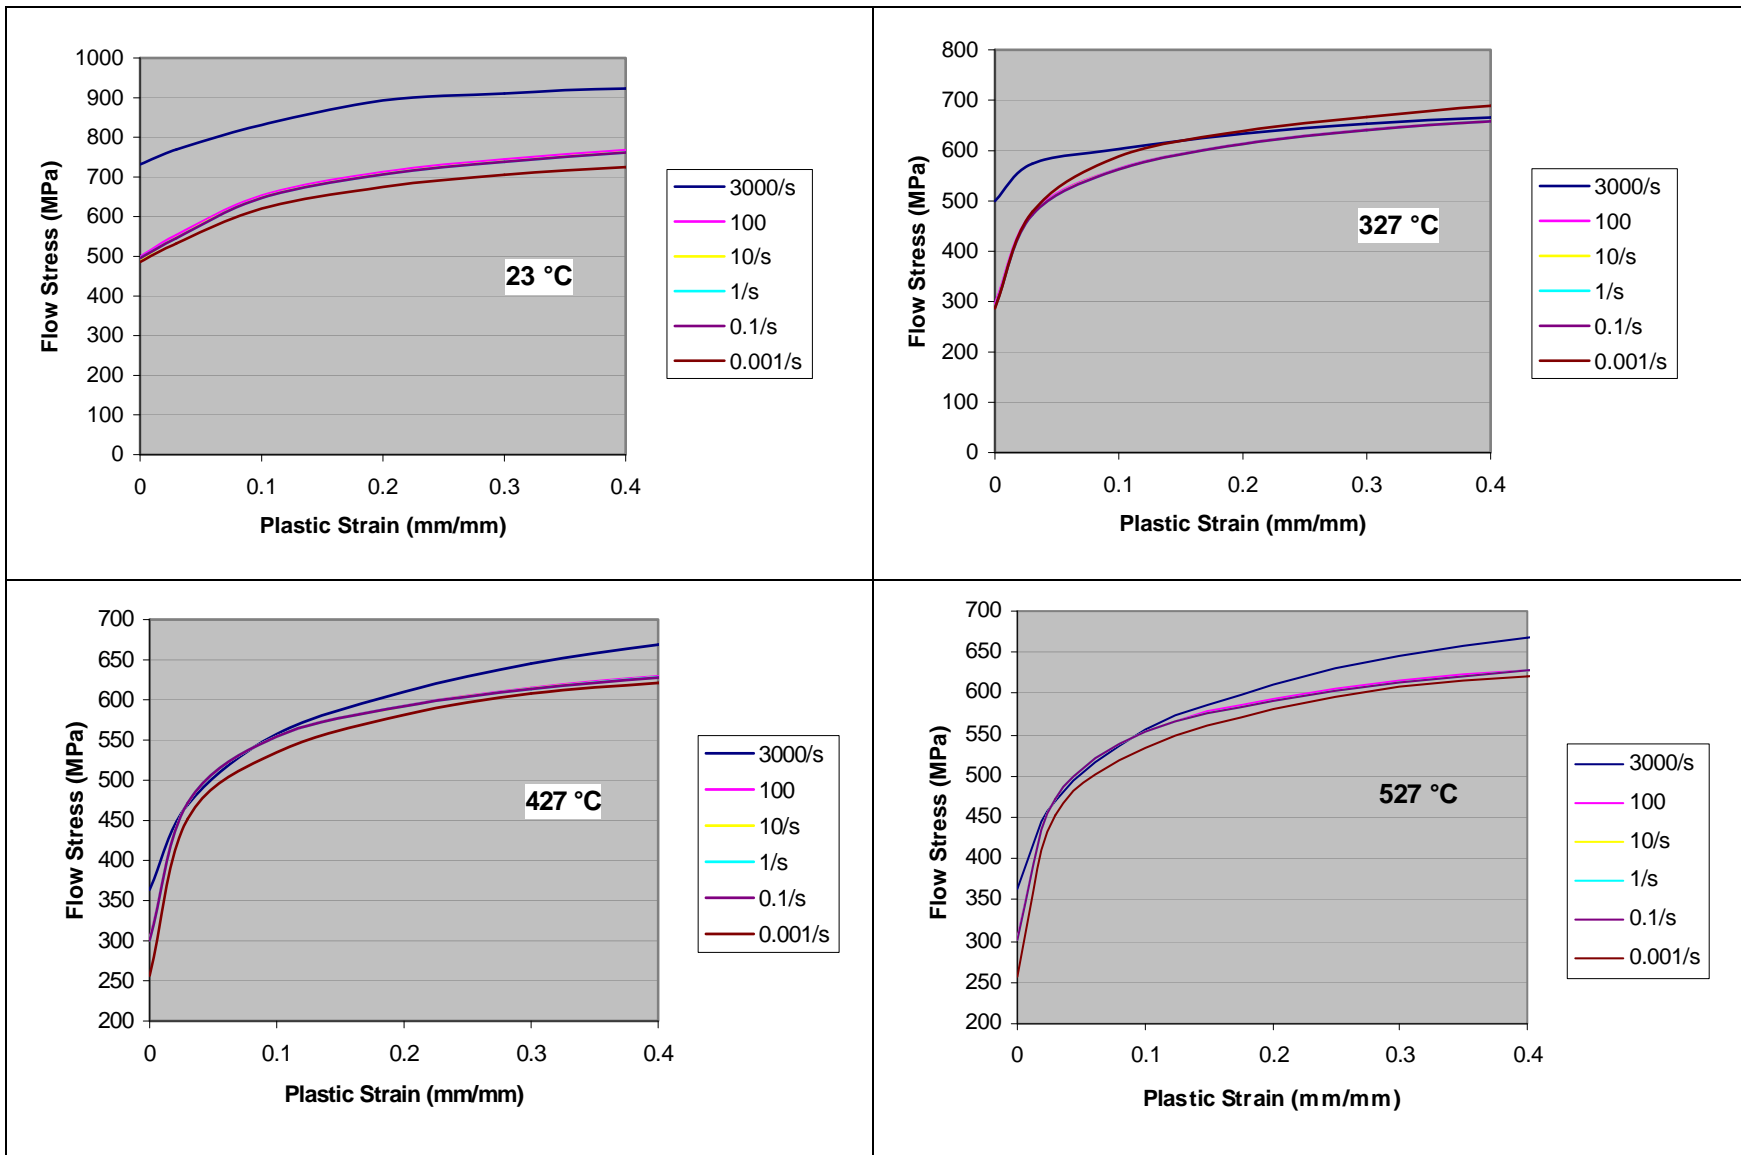 1000
900
800
700
600
500
400
300
200
100
0
Flow Stress (MPa)
0 0.1 0.2 0.3 0.4
Plastic Strain (mm/mm)
23 °C
3000/s
100
10/s
1/s
0.1/s
0.001/s
800
700
600
500
400
300
200
100
0
Flow Stress (MPa)
0 0.1 0.2 0.3 0.4
Plastic Strain (mm/mm)
327 °C
3000/s
100
10/s
1/s
0.1/s
0.001/s
700
650
600
550
500
450
400
350
300
250
200
Flow Stress (MPa)
0 0.1 0.2 0.3 0.4
Plastic Strain (mm/mm)
427 °C
3000/s
100
10/s
1/s
0.1/s
0.001/s
700
650
600
550
500
450
400
350
300
250
200
Flow Stress (MPa)
0 0.1 0.2 0.3 0.4
Plastic Strain (mm/mm)
527 °C
3000/s
100
10/s
1/s
0.1/s
0.001/s